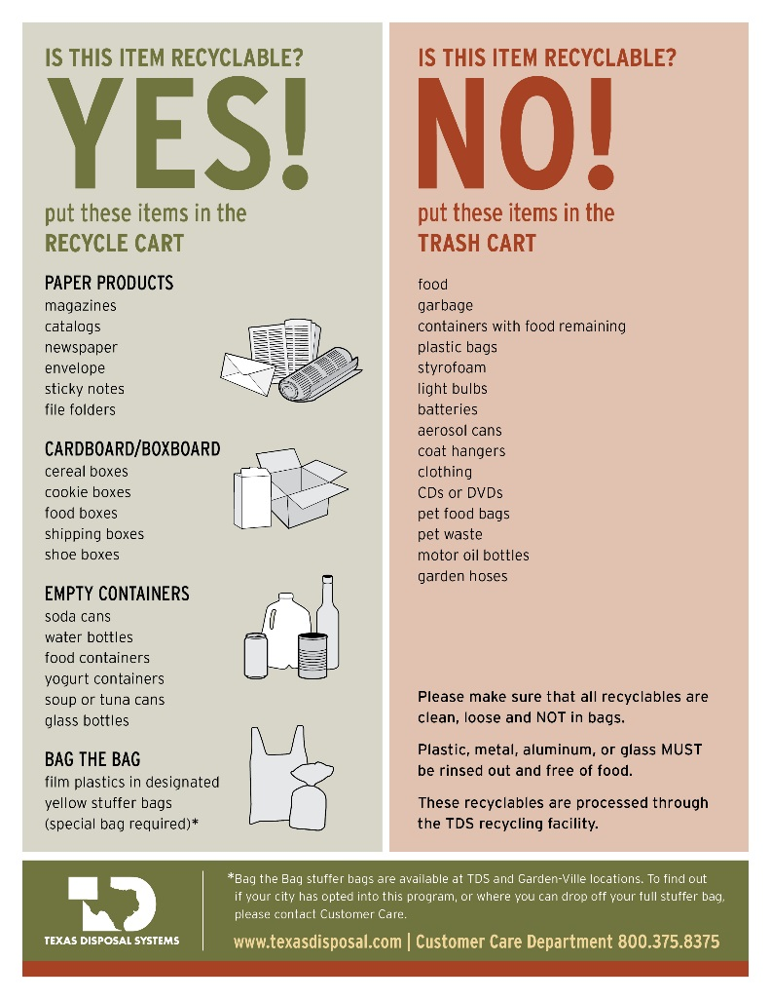 IS THIS ITEM RECYCLABLE?
YES!
put these items in the
RECYCLE CART
PAPER PRODUCTS
magazines
catalogs
newspaper
envelope
sticky notes
file folders
CARDBOARD/BOXBOARD
cereal boxes
cookie boxes
food boxes
shipping boxes
shoe boxes
EMPTY CONTAINERS
soda cans
water bottles
food containers
yogurt containers
soup or tuna cans
glass bottles
BAG THE BAG
film plastics in designated
yellow stuffer bags
(special bag required)*
IS THIS ITEM RECYCLABLE?
NO!
put these items in the
TRASH CART
food
garbage
containers with food remaining
plastic bags
styrofoam
light bulbs
batteries
aerosol cans
coat hangers
clothing
CDs or DVDs
pet food bags
pet waste
motor oil bottles
garden hoses
Please make sure that all recyclables are
clean, loose and NOT in bags.
Plastic, metal, aluminum, or glass MUST
be rinsed out and free of food.
These recyclables are processed through
the TDS recycling facility.
TEXAS DISPOSAL SYSTEMS
*Bag the Bag stuffer bags are available at TDS and Garden-Ville locations. To find out
if your city has opted into this program, or where you can drop off your full stuffer bag,
please contact Customer Care.
www.texasdisposal.com | Customer Care Department 800.375.8375